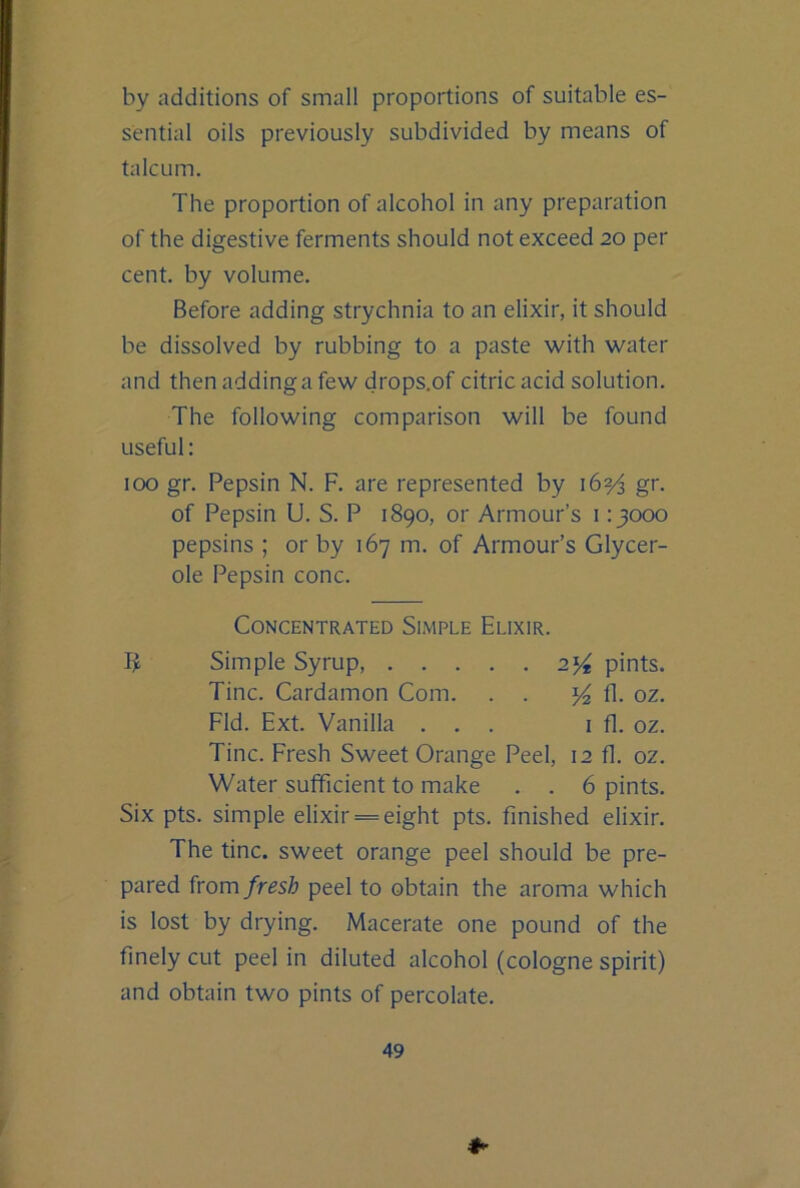 by additions of small proportions of suitable es-
sential oils previously subdivided by means of
talcum.
The proportion of alcohol in any preparation
of the digestive ferments should not exceed 20 per
cent. by volume.
Before adding strychnia to an elixir, it should
be dissolved by rubbing to a paste with water
and then adding a few drops.of citric acid solution.
The following comparison will be found
useful:
100 gr. Pepsin N. F. are represented by 16⅔ gr.
of Pepsin U. S. P 1890, or Armour's 1:3000
pepsins ; or by 167 m. of Armour's Glycer-
ole Pepsin conc.
Concentrated Simple Elixir.
℞ Simple Syrup, . . . . . 2¼ pints.
Tinc. Cardamon Com. . . ½ fl. oz.
Fld. Ext. Vanilla . . . 1 fl. oz.
Tinc. Fresh Sweet Orange Peel, 12 fl. oz.
Water sufficient to make . . 6 pints.
Six pts. simple elixir = eight pts. finished elixir.
The tinc. sweet orange peel should be pre-
pared from fresh peel to obtain the aroma which
is lost by drying. Macerate one pound of the
finely cut peel in diluted alcohol (cologne spirit)
and obtain two pints of percolate.
49